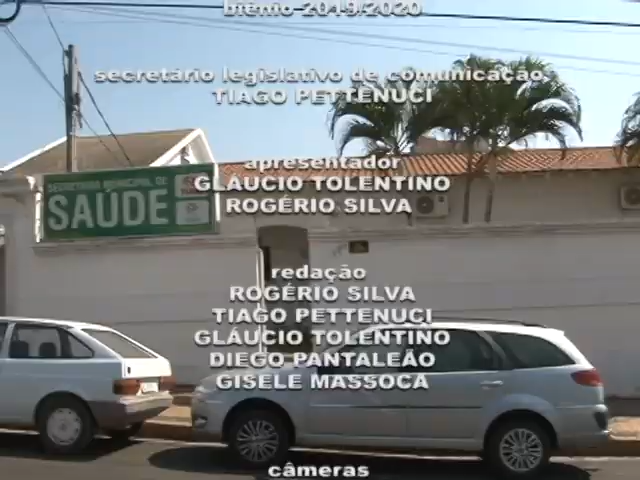 biênio 2019/2020
secretário legislativo de comunicação
TIAGO PETTENUCI
apresentador
GLÁUCIO TOLENTINO
ROGÉRIO SILVA
SECRETARIA MUNICIPAL DE
SAÚDE
redação
ROGÉRIO SILVA
TIAGO PETTENUCI
GLÁUCIO TOLENTINO
DIEGO PANTALEÃO
GISELE MASSOCA
câmeras